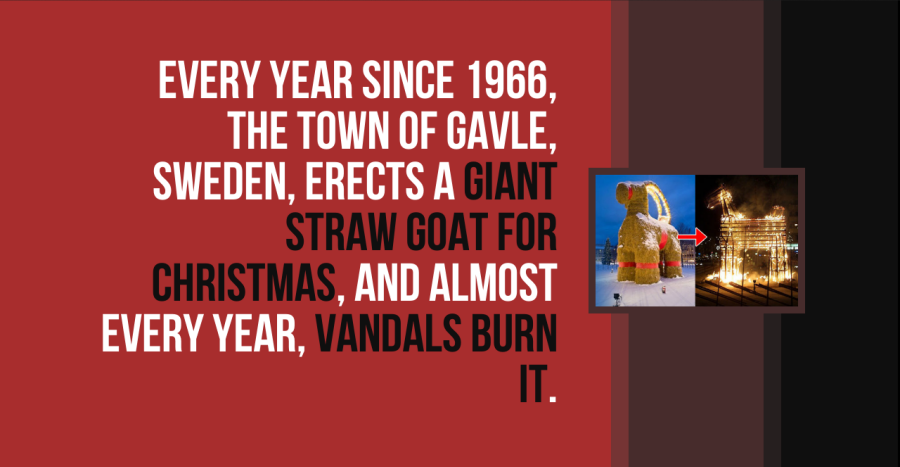 EVERY YEAR SINCE 1966,
THE TOWN OF GAVLE,
SWEDEN, ERECTS A GIANT
STRAW GOAT FOR
CHRISTMAS, AND ALMOST
EVERY YEAR, VANDALS BURN
IT.